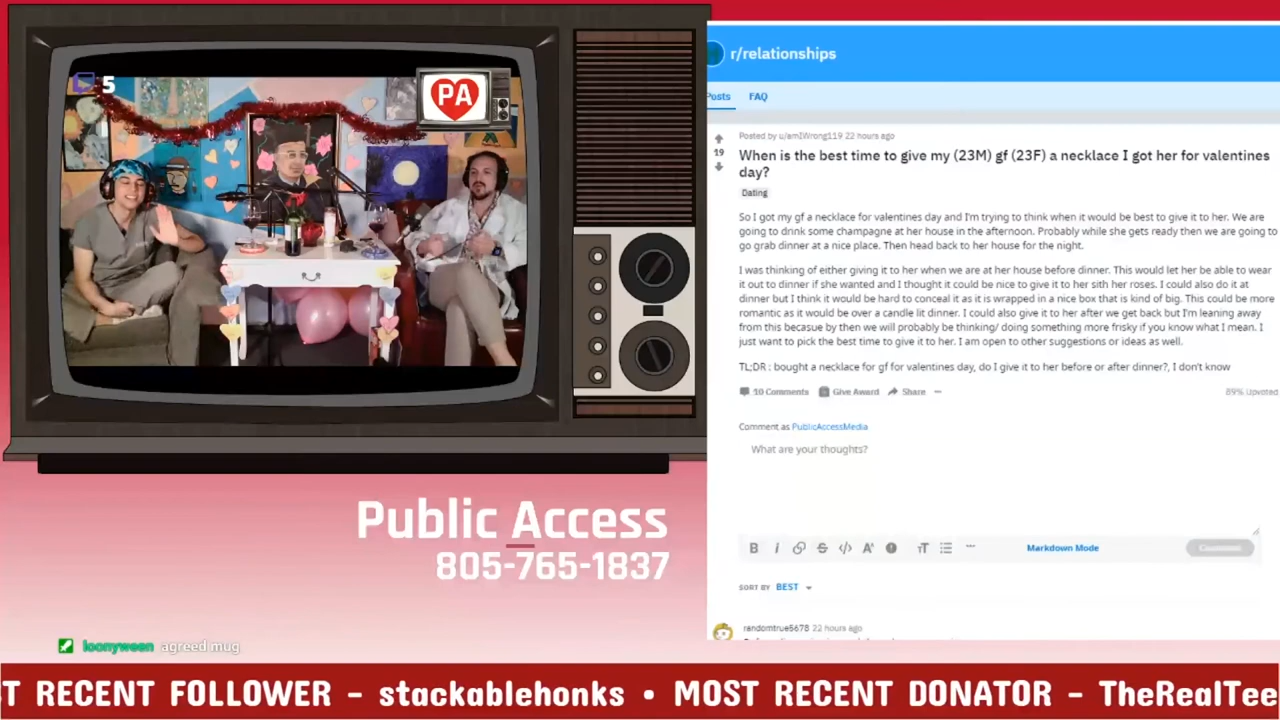 5
PA
Public Access
805-765-1837
loonyween agreed mug
T RECENT FOLLOWER - stackablehonks • MOST RECENT DONATOR - TheRealTee
r/relationships
Posts FAQ
Posted by u/amIWrong119 22 hours ago
19
When is the best time to give my (23M) gf (23F) a necklace I got her for valentines
day?
Dating
So I got my gf a necklace for valentines day and I'm trying to think when it would be best to give it to her. We are
going to drink some champagne at her house in the afternoon. Probably while she gets ready then we are going to
go grab dinner at a nice place. Then head back to her house for the night.
I was thinking of either giving it to her when we are at her house before dinner. This would let her be able to wear
it out to dinner if she wanted and I thought it could be nice to give it to her sith her roses. I could also do it at
dinner but I think it would be hard to conceal it as it is wrapped in a nice box that is kind of big. This could be more
romantic as it would be over a candle lit dinner. I could also give it to her after we get back but I'm leaning away
from this becasue by then we will probably be thinking/ doing something more frisky if you know what I mean. I
just want to pick the best time to give it to her. I am open to other suggestions or ideas as well.
TL;DR : bought a necklace for gf for valentines day, do I give it to her before or after dinner?, I don't know
10 Comments Give Award Share
89% Upvoted
Comment as PublicAccessMedia
What are your thoughts?
Markdown Mode
Comment
SORT BY BEST
randomtrue5678 22 hours ago